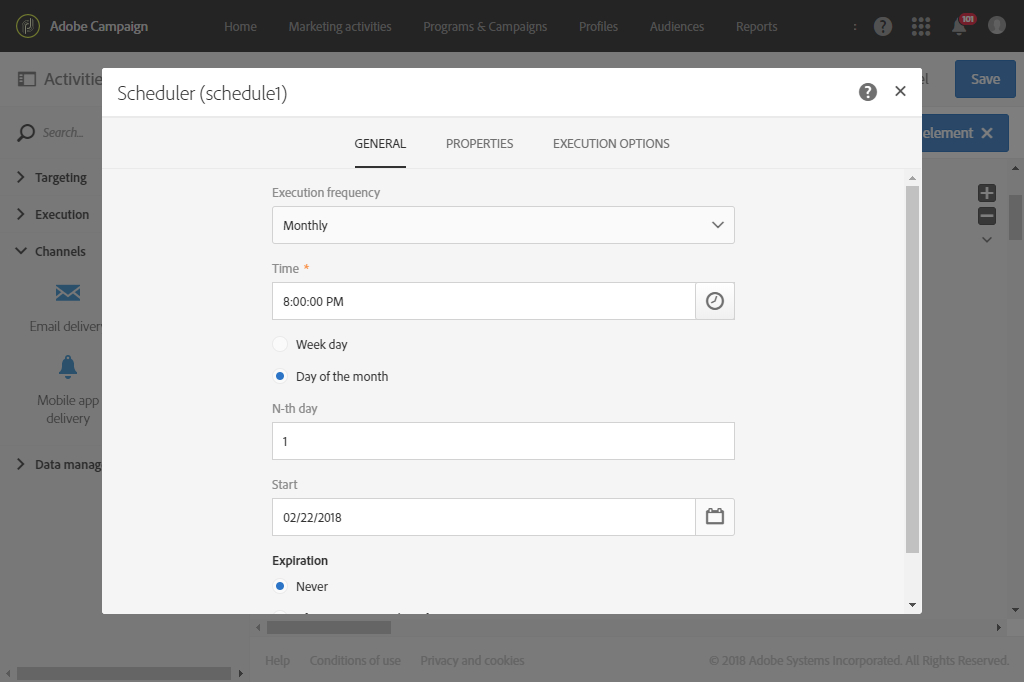 Adobe Campaign
Home
Marketing activities
Programs & Campaigns
Profiles
Audiences
Reports
:
?
101
Activitie
el
Save
Scheduler (schedule1)
?
Search...
element
GENERAL
PROPERTIES
EXECUTION OPTIONS
Targeting
Execution
Channels
Email deliver
Mobile app
delivery
Data manag
Execution frequency
Monthly
Time *
8:00:00 PM
Week day
Day of the month
N-th day
1
Start
02/22/2018
Expiration
Never
Help
Conditions of use
Privacy and cookies
© 2018 Adobe Systems Incorporated. All Rights Reserved.